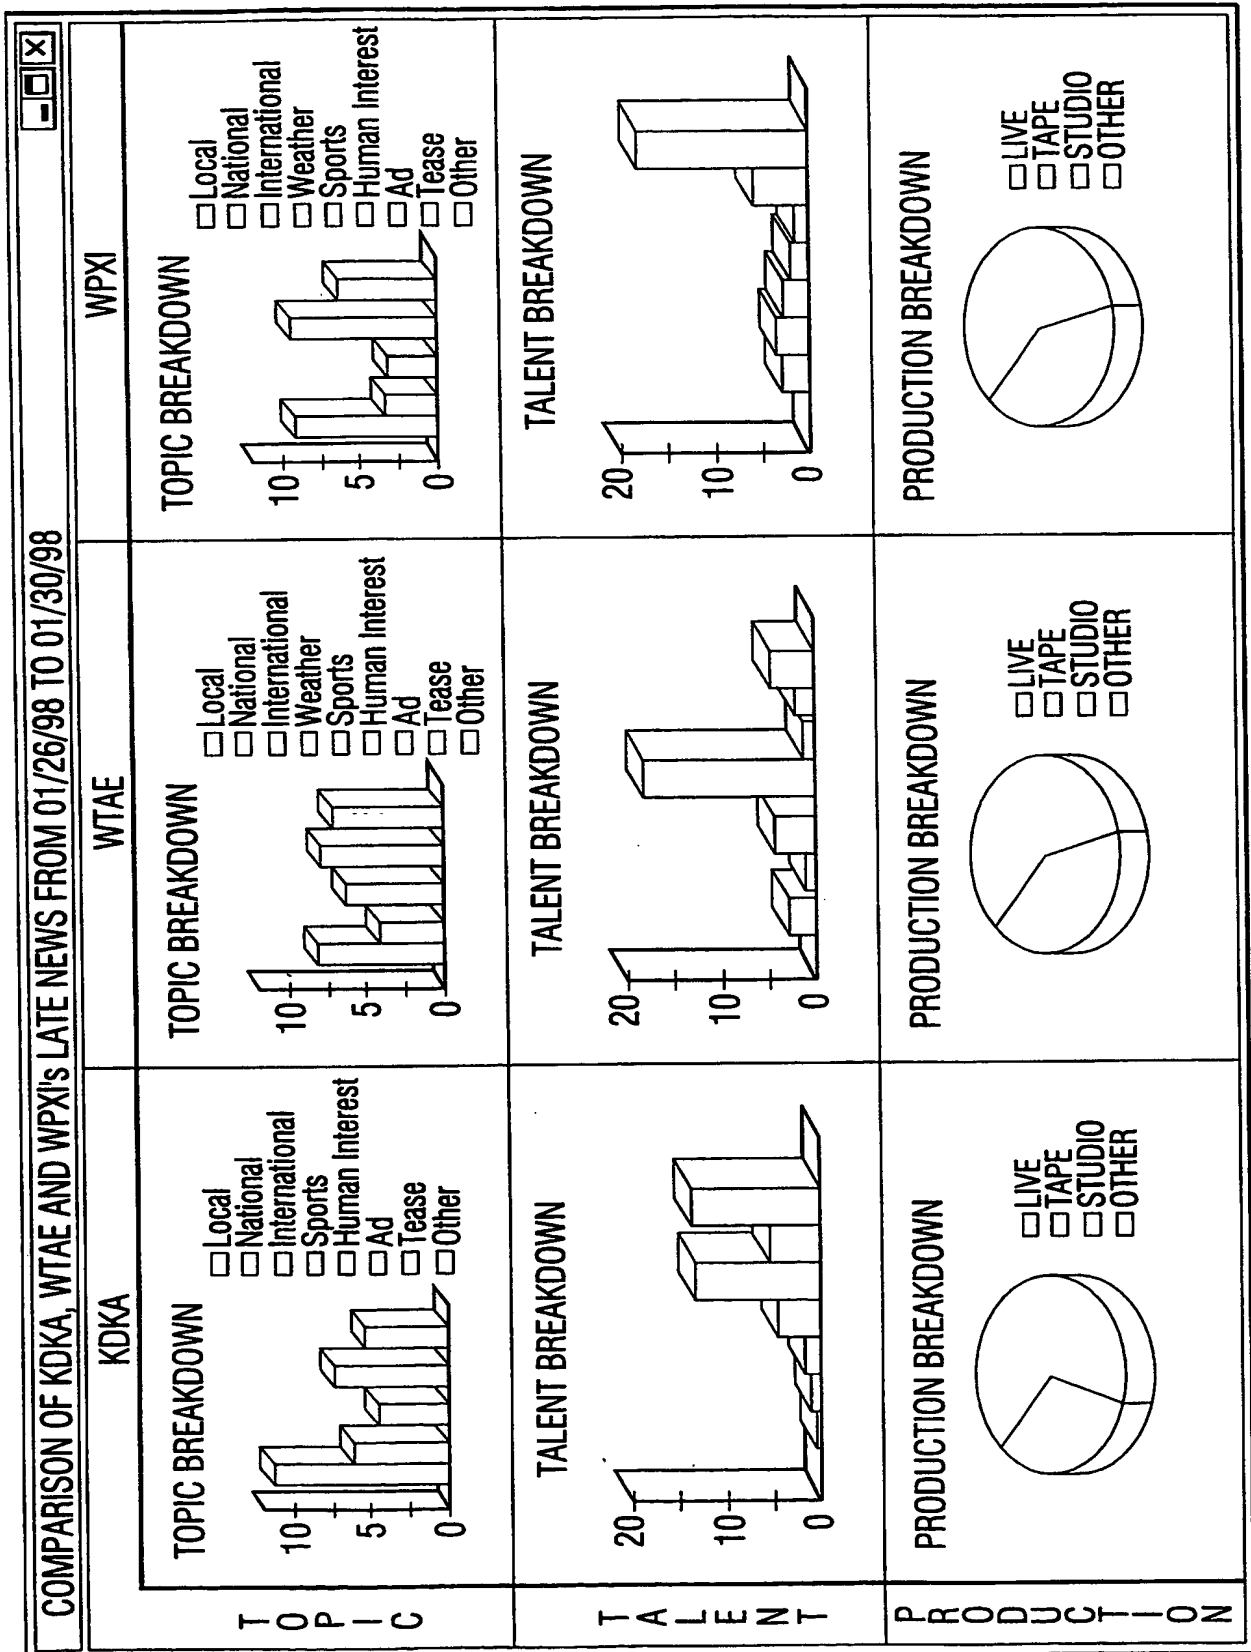 COMPARISON OF KDKA, WTAE AND WPXI's LATE NEWS FROM 01/26/98 TO 01/30/98
KDKA
WTAE
WPXI
TOPIC
TOPIC BREAKDOWN
10
5
0
Local
National
International
Sports
Human Interest
Ad
Tease
Other
TOPIC BREAKDOWN
10
5
0
Local
National
International
Weather
Sports
Human Interest
Ad
Tease
Other
TOPIC BREAKDOWN
10
5
0
Local
National
International
Weather
Sports
Human Interest
Ad
Tease
Other
TALENT
TALENT BREAKDOWN
20
10
0
TALENT BREAKDOWN
20
10
0
TALENT BREAKDOWN
20
10
0
PRODUCTION
PRODUCTION BREAKDOWN
LIVE
TAPE
STUDIO
OTHER
PRODUCTION BREAKDOWN
LIVE
TAPE
STUDIO
OTHER
PRODUCTION BREAKDOWN
LIVE
TAPE
STUDIO
OTHER